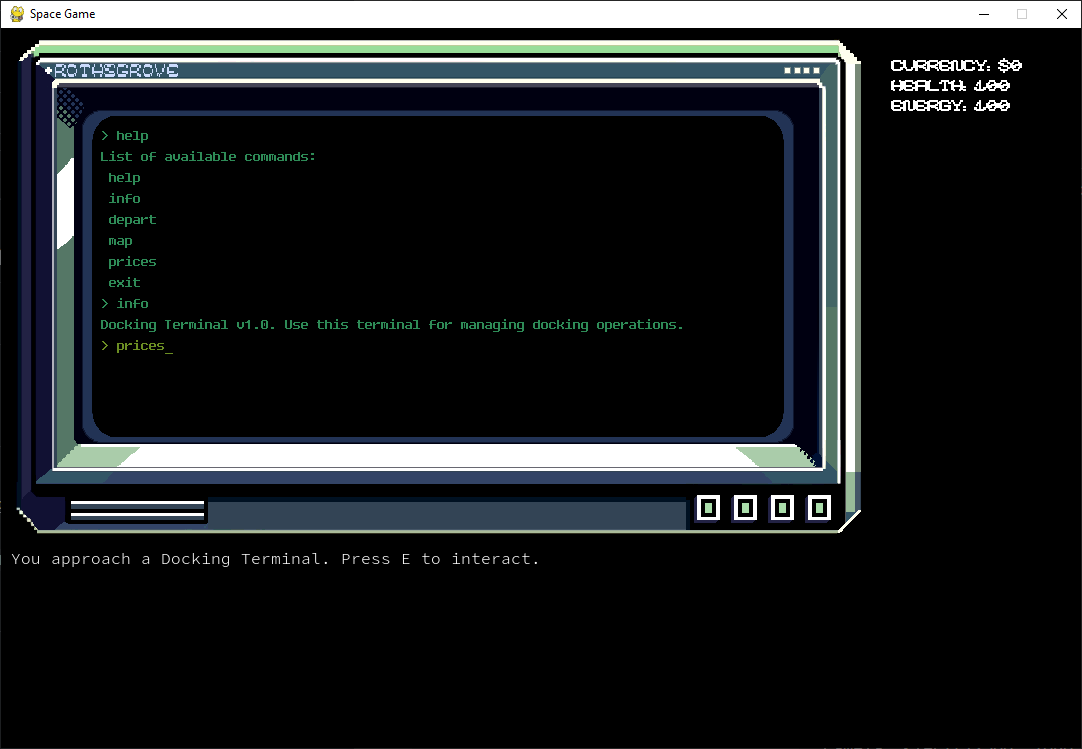 Space Game
ROTHSGROVE
CURRENCY: $0
HEALTH: 100
ENERGY: 100
> help
List of available commands:
help
info
depart
map
prices
exit
> info
Docking Terminal v1.0. Use this terminal for managing docking operations.
> prices_
You approach a Docking Terminal. Press E to interact.